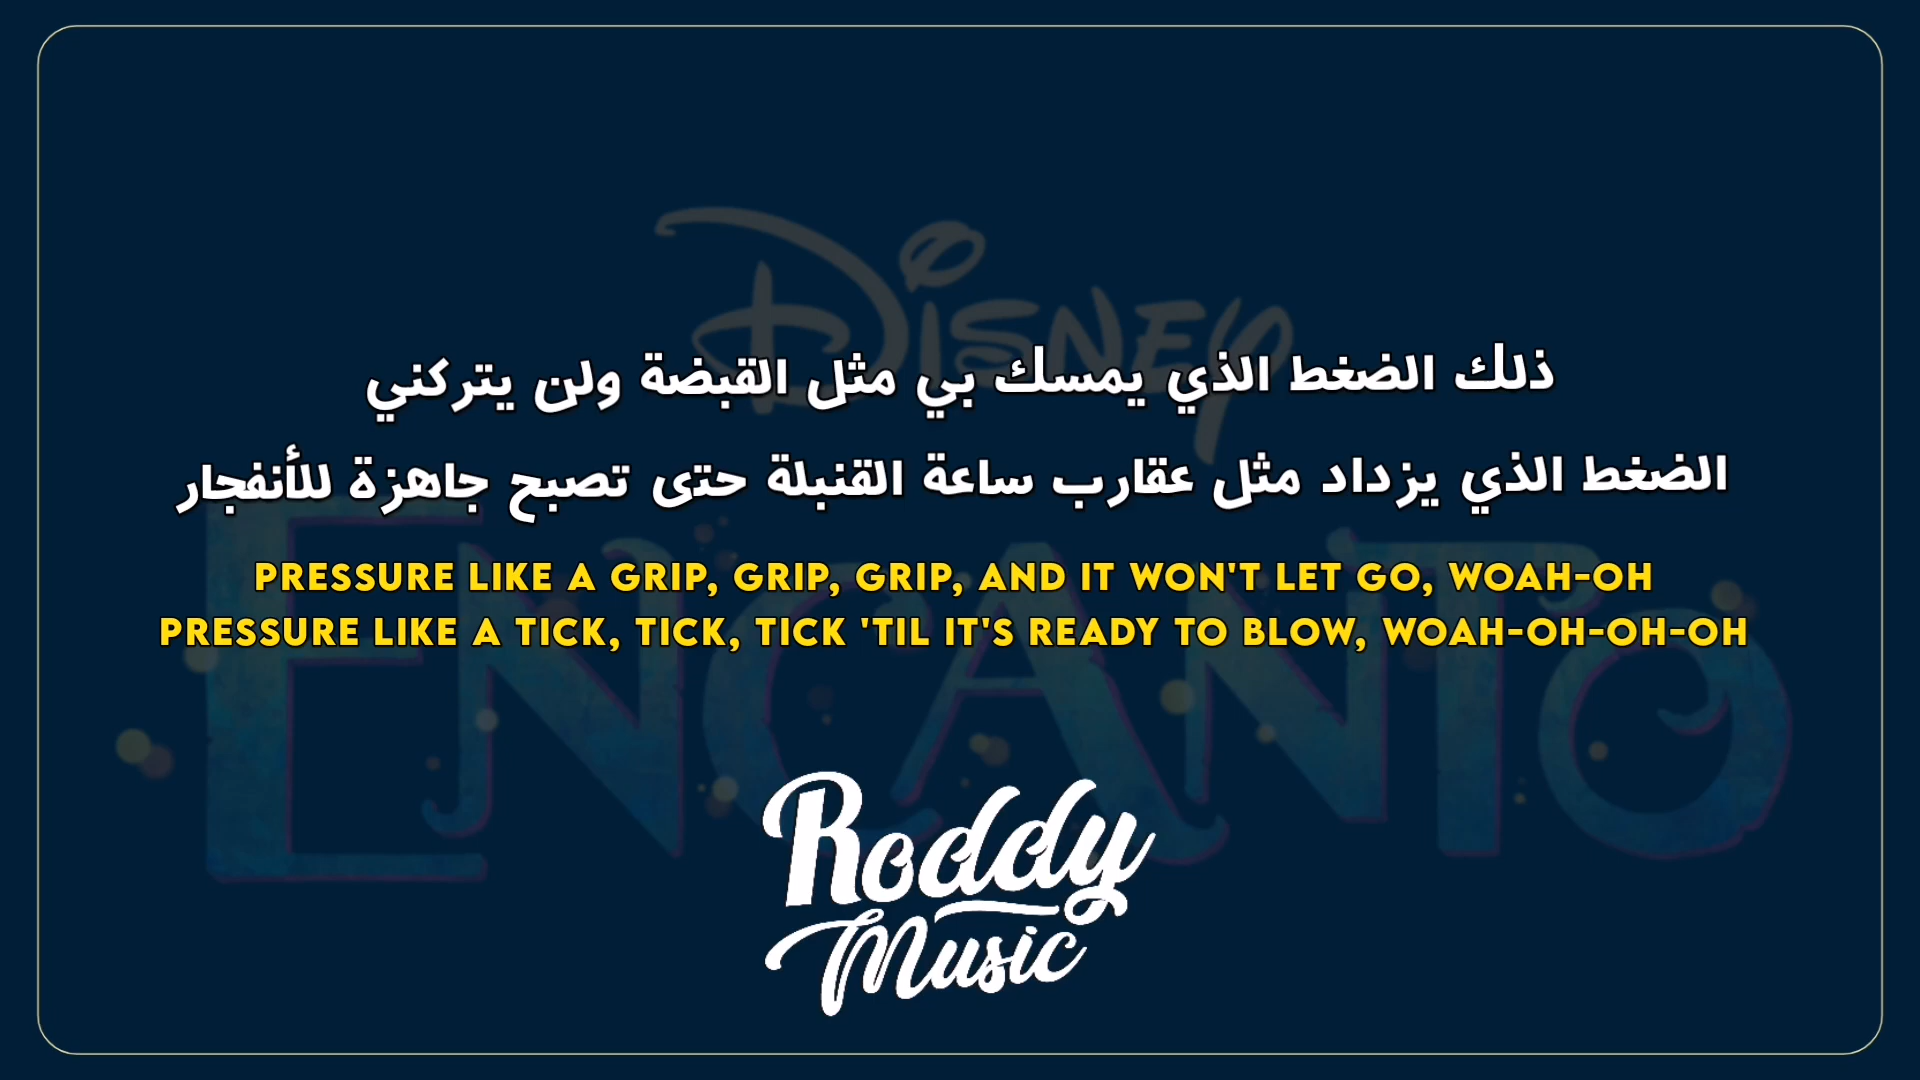 DISNEY
ذلك الضغط الذي يمسك بي مثل القبضة ولن يتركني
الضغط الذي يزداد مثل عقارب ساعة القنبلة حتى تصبح جاهزة للأنفجار
PRESSURE LIKE A GRIP, GRIP, GRIP, AND IT WON'T LET GO, WOAH-OH
PRESSURE LIKE A TICK, TICK, TICK 'TIL IT'S READY TO BLOW, WOAH-OH-OH-OH
ENCANTO
Roddy
Music